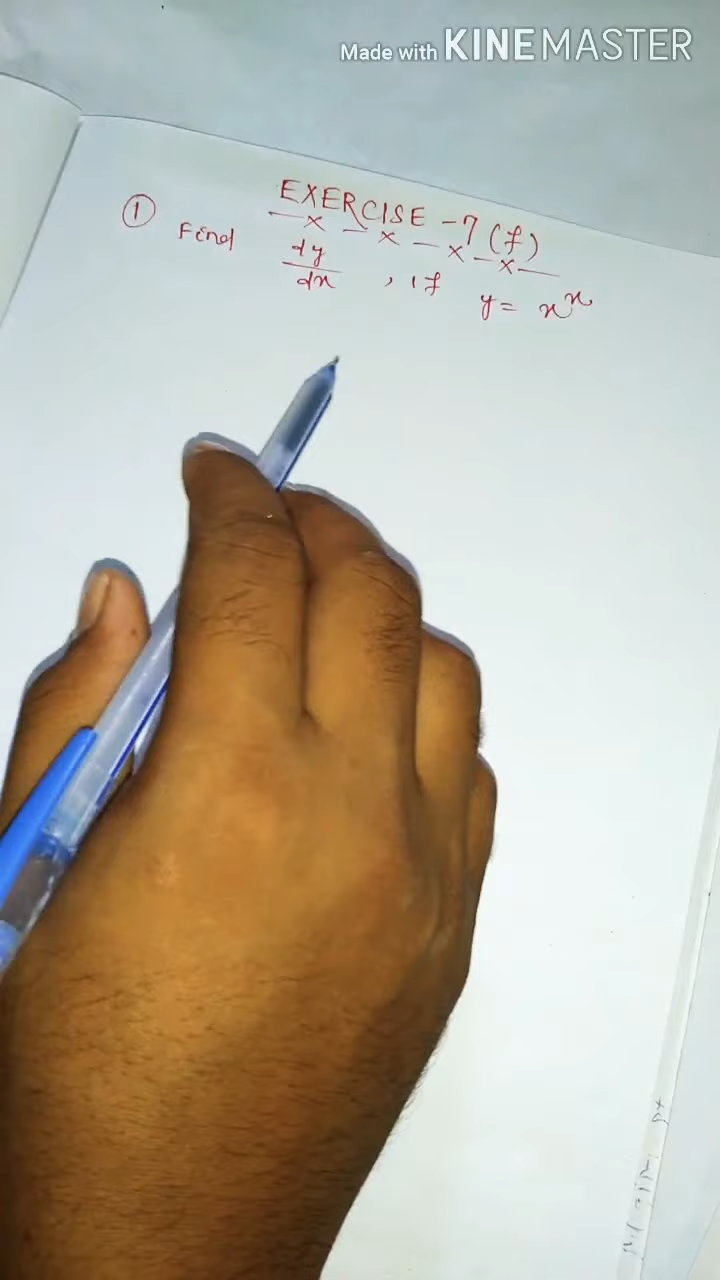 Made with KINEMASTER
EXERCISE -7 (f)
① Find dy/dx , if y = x^x